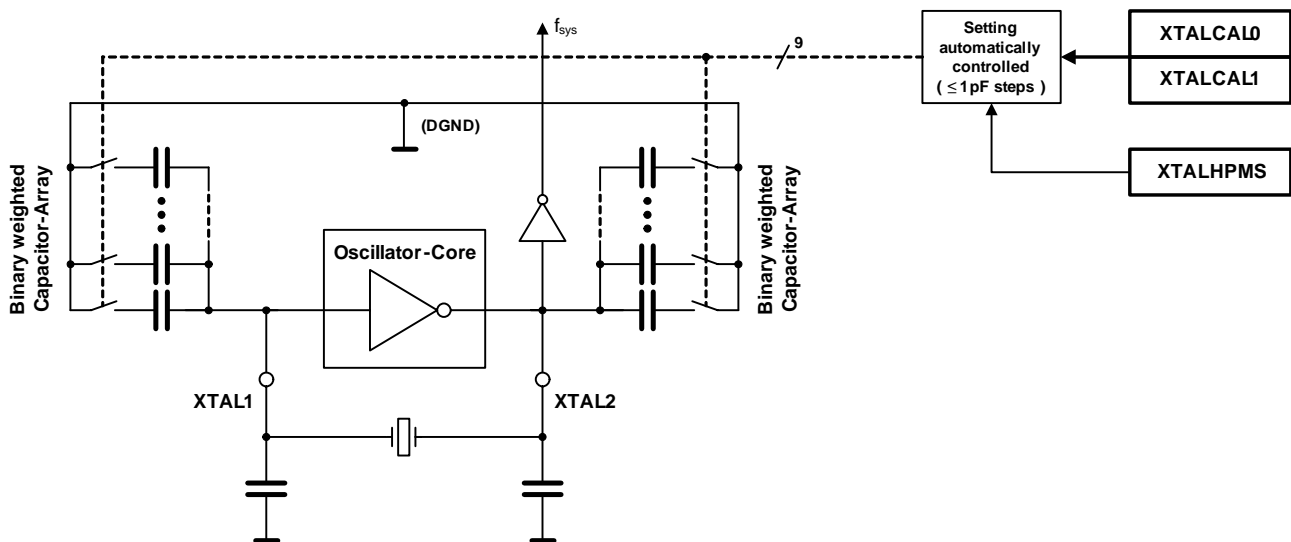 f_sys
9
Setting
automatically
controlled
( ≤ 1pF steps )
XTALCAL0
XTALCAL1
(DGND)
XTALHPMS
Binary weighted
Capacitor-Array
Oscillator-Core
Binary weighted
Capacitor-Array
XTAL1
XTAL2